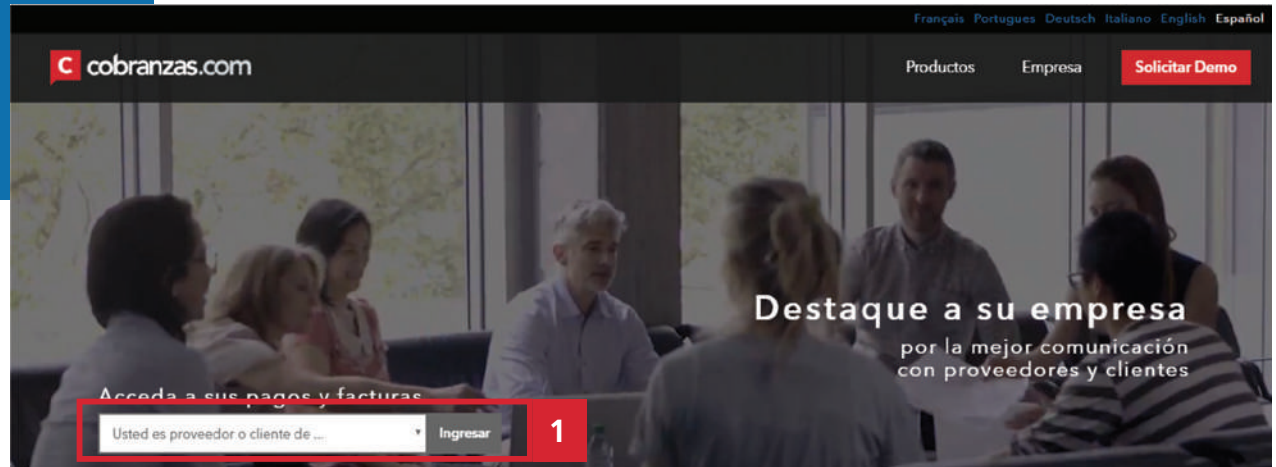 Français Portugues Deutsch Italiano English Español
C cobranzas.com
Productos Empresa Solicitar Demo
Destaque a su empresa
por la mejor comunicación
con proveedores y clientes
Acceda a sus pagos y facturas
Usted es proveedor o cliente de ... Ingresar 1